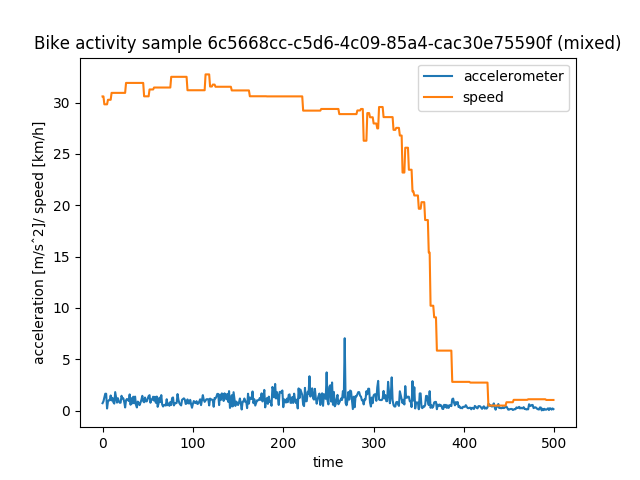 Bike activity sample 6c5668cc-c5d6-4c09-85a4-cac30e75590f (mixed)
accelerometer
speed
acceleration [m/s^2]/ speed [km/h]
30
25
20
15
10
5
0
0 100 200 300 400 500
time